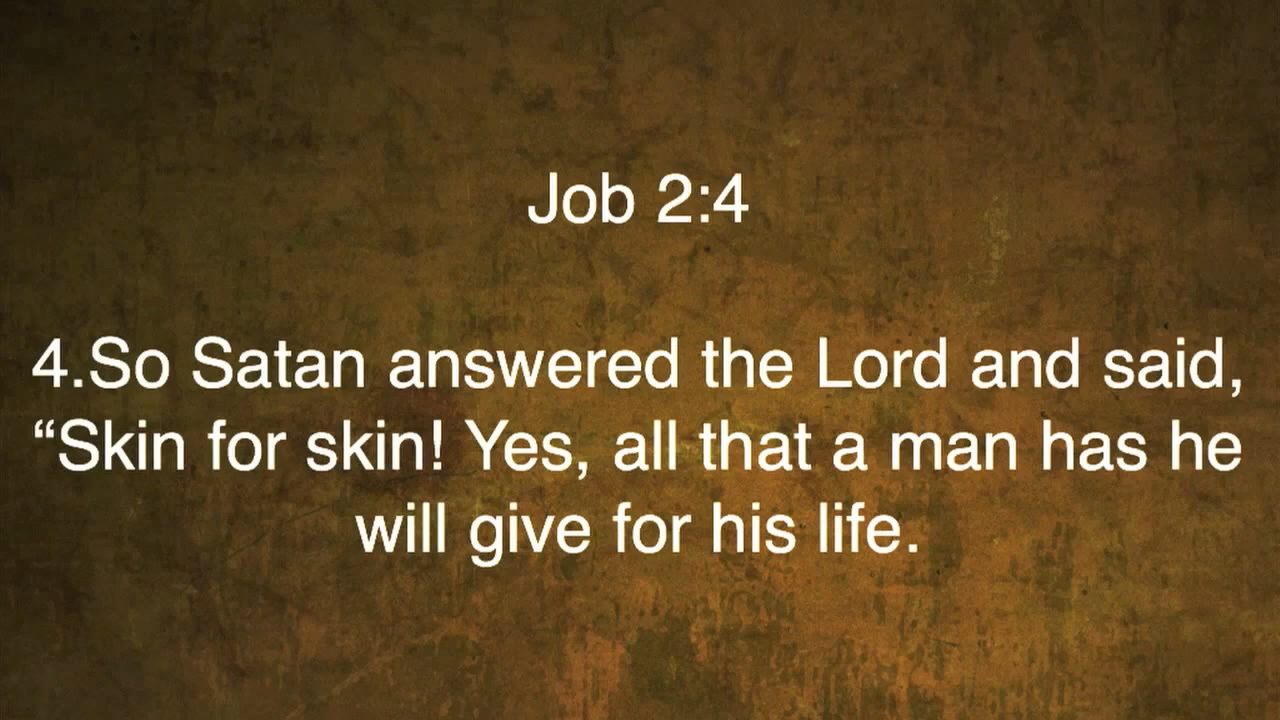 Job 2:4
4.So Satan answered the Lord and said,
“Skin for skin! Yes, all that a man has he
will give for his life.